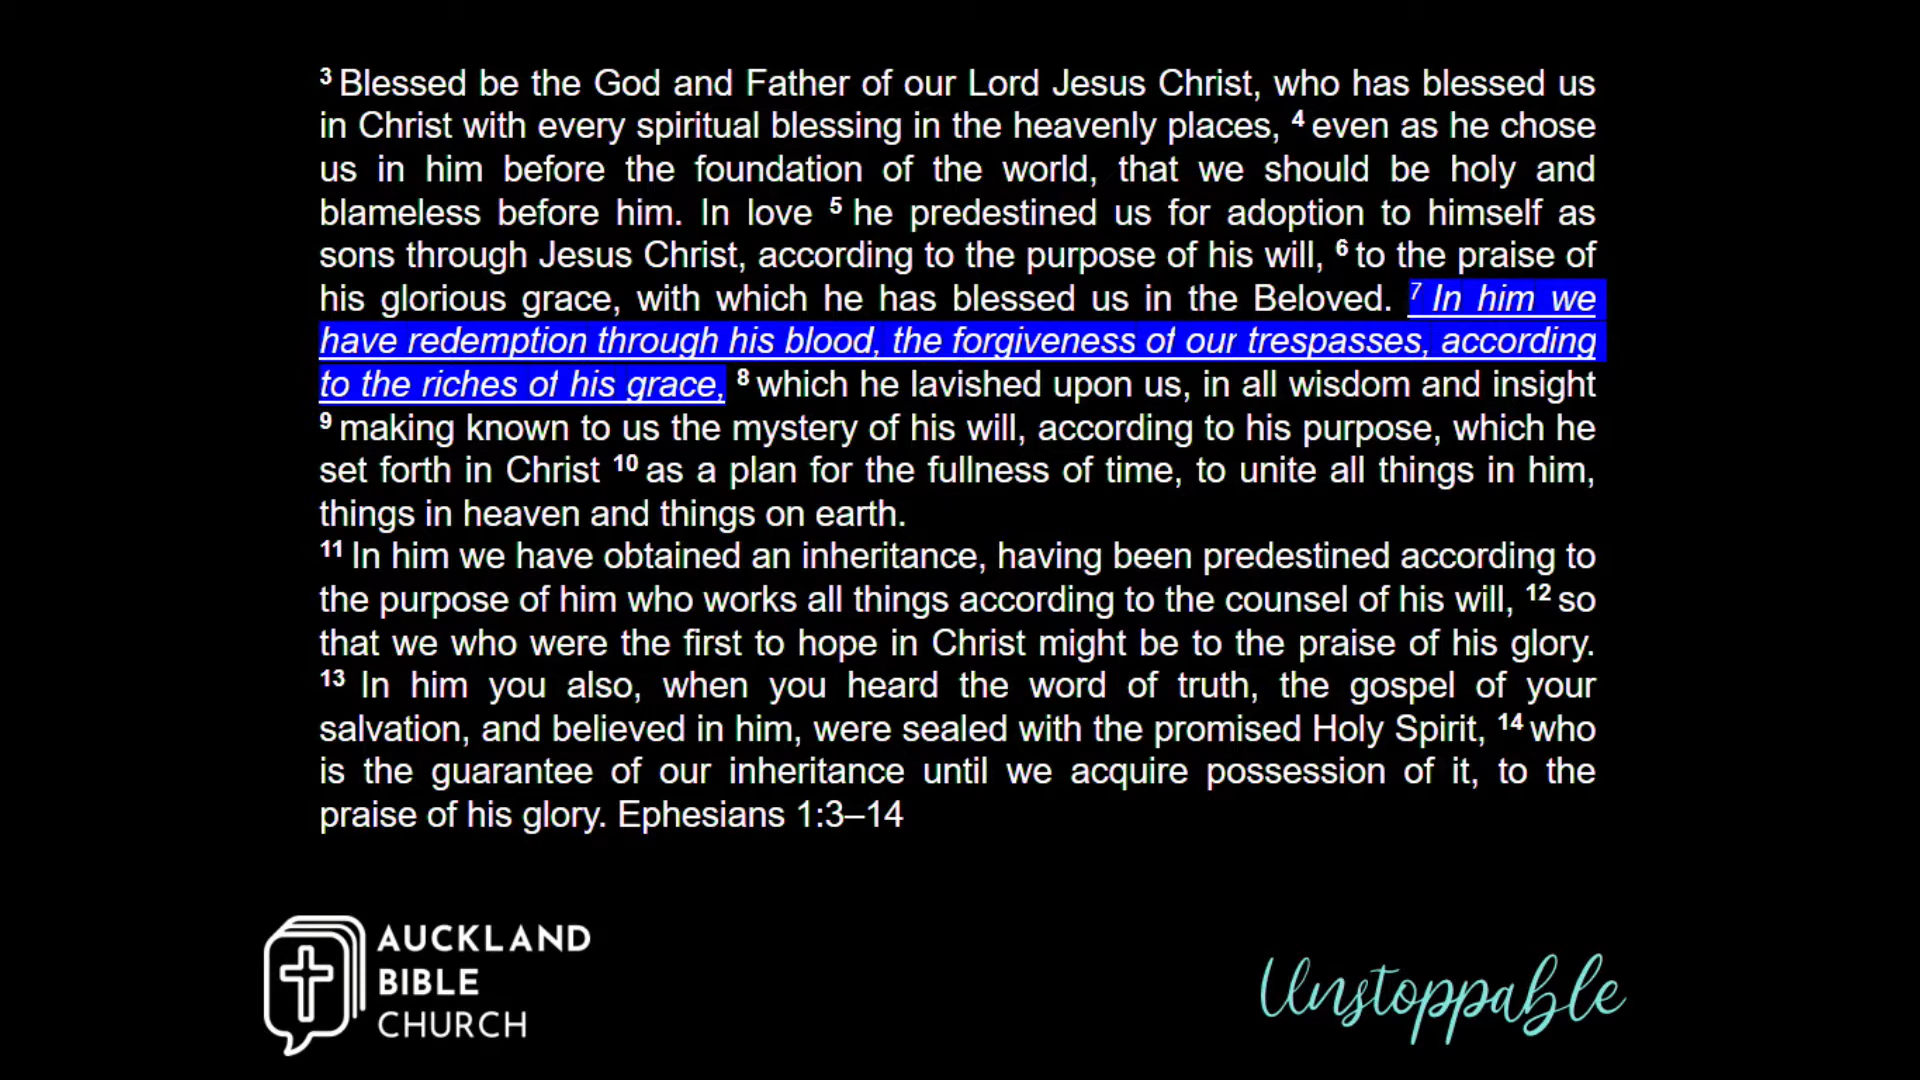 3 Blessed be the God and Father of our Lord Jesus Christ, who has blessed us
in Christ with every spiritual blessing in the heavenly places, 4 even as he chose
us in him before the foundation of the world, that we should be holy and
blameless before him. In love 5 he predestined us for adoption to himself as
sons through Jesus Christ, according to the purpose of his will, 6 to the praise of
his glorious grace, with which he has blessed us in the Beloved. 7 In him we
have redemption through his blood, the forgiveness of our trespasses, according
to the riches of his grace, 8 which he lavished upon us, in all wisdom and insight
9 making known to us the mystery of his will, according to his purpose, which he
set forth in Christ 10 as a plan for the fullness of time, to unite all things in him,
things in heaven and things on earth.
11 In him we have obtained an inheritance, having been predestined according to
the purpose of him who works all things according to the counsel of his will, 12 so
that we who were the first to hope in Christ might be to the praise of his glory.
13 In him you also, when you heard the word of truth, the gospel of your
salvation, and believed in him, were sealed with the promised Holy Spirit, 14 who
is the guarantee of our inheritance until we acquire possession of it, to the
praise of his glory. Ephesians 1:3–14
AUCKLAND
BIBLE
CHURCH
Unstoppable